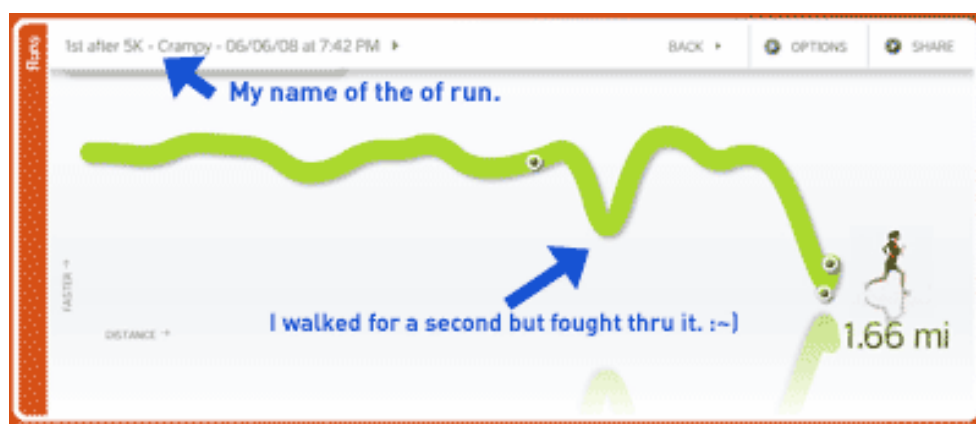 Runs
1st after 5K - Crampy - 06/06/08 at 7:42 PM
BACK
OPTIONS
SHARE
My name of the of run.
FASTER →
I walked for a second but fought thru it. :~)
DISTANCE →
1.66 mi